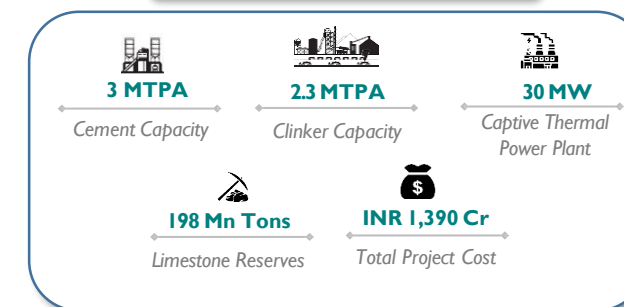 3 MTPA
Cement Capacity
2.3 MTPA
Clinker Capacity
30 MW
Captive Thermal
Power Plant
198 Mn Tons
Limestone Reserves
$
INR 1,390 Cr
Total Project Cost